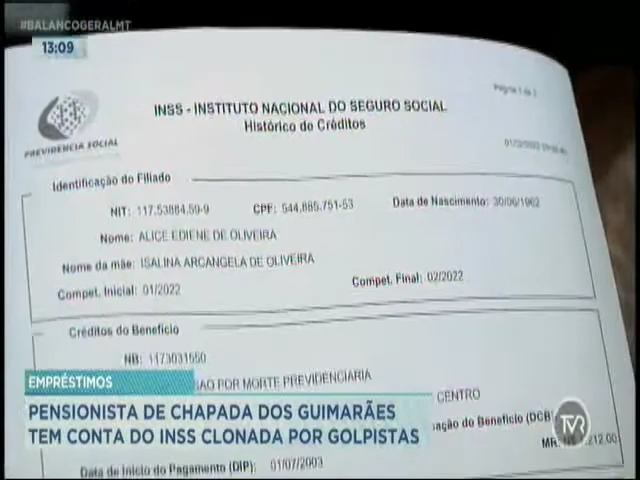 #BALANCOGERALMT
13:09
Página 1 de
INSS - INSTITUTO NACIONAL DO SEGURO SOCIAL
Histórico de Créditos
PREVIDÊNCIA SOCIAL
Identificação do Filiado
NIT: 117.53884.59-9 CPF: 544.885.751-53 Data de Nascimento: 30/06/1962
Nome: ALICE EDIENE DE OLIVEIRA
Nome da mãe: ISALINA ARCANGELA DE OLIVEIRA
Compet. Inicial: 01/2022 Compet. Final: 02/2022
Créditos do Benefício
NB: 1173031550
POR MORTE PREVIDENCIARIA
CENTRO
EMPRÉSTIMOS
do Benefício (DCB
PENSIONISTA DE CHAPADA DOS GUIMARÃES
TEM CONTA DO INSS CLONADA POR GOLPISTAS
MR: 212,00
Data de Início do Pagamento (DIP): 01/07/2003
TVR